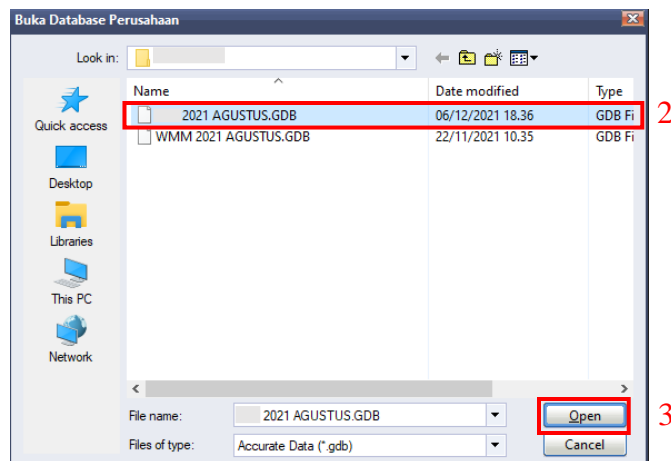 Buka Database Perusahaan
Look in:
Name Date modified Type
2021 AGUSTUS.GDB 06/12/2021 18.36 GDB Fi 2
WMM 2021 AGUSTUS.GDB 22/11/2021 10.35 GDB Fi
Quick access
Desktop
Libraries
This PC
Network
File name: 2021 AGUSTUS.GDB Open 3
Files of type: Accurate Data (*.gdb) Cancel